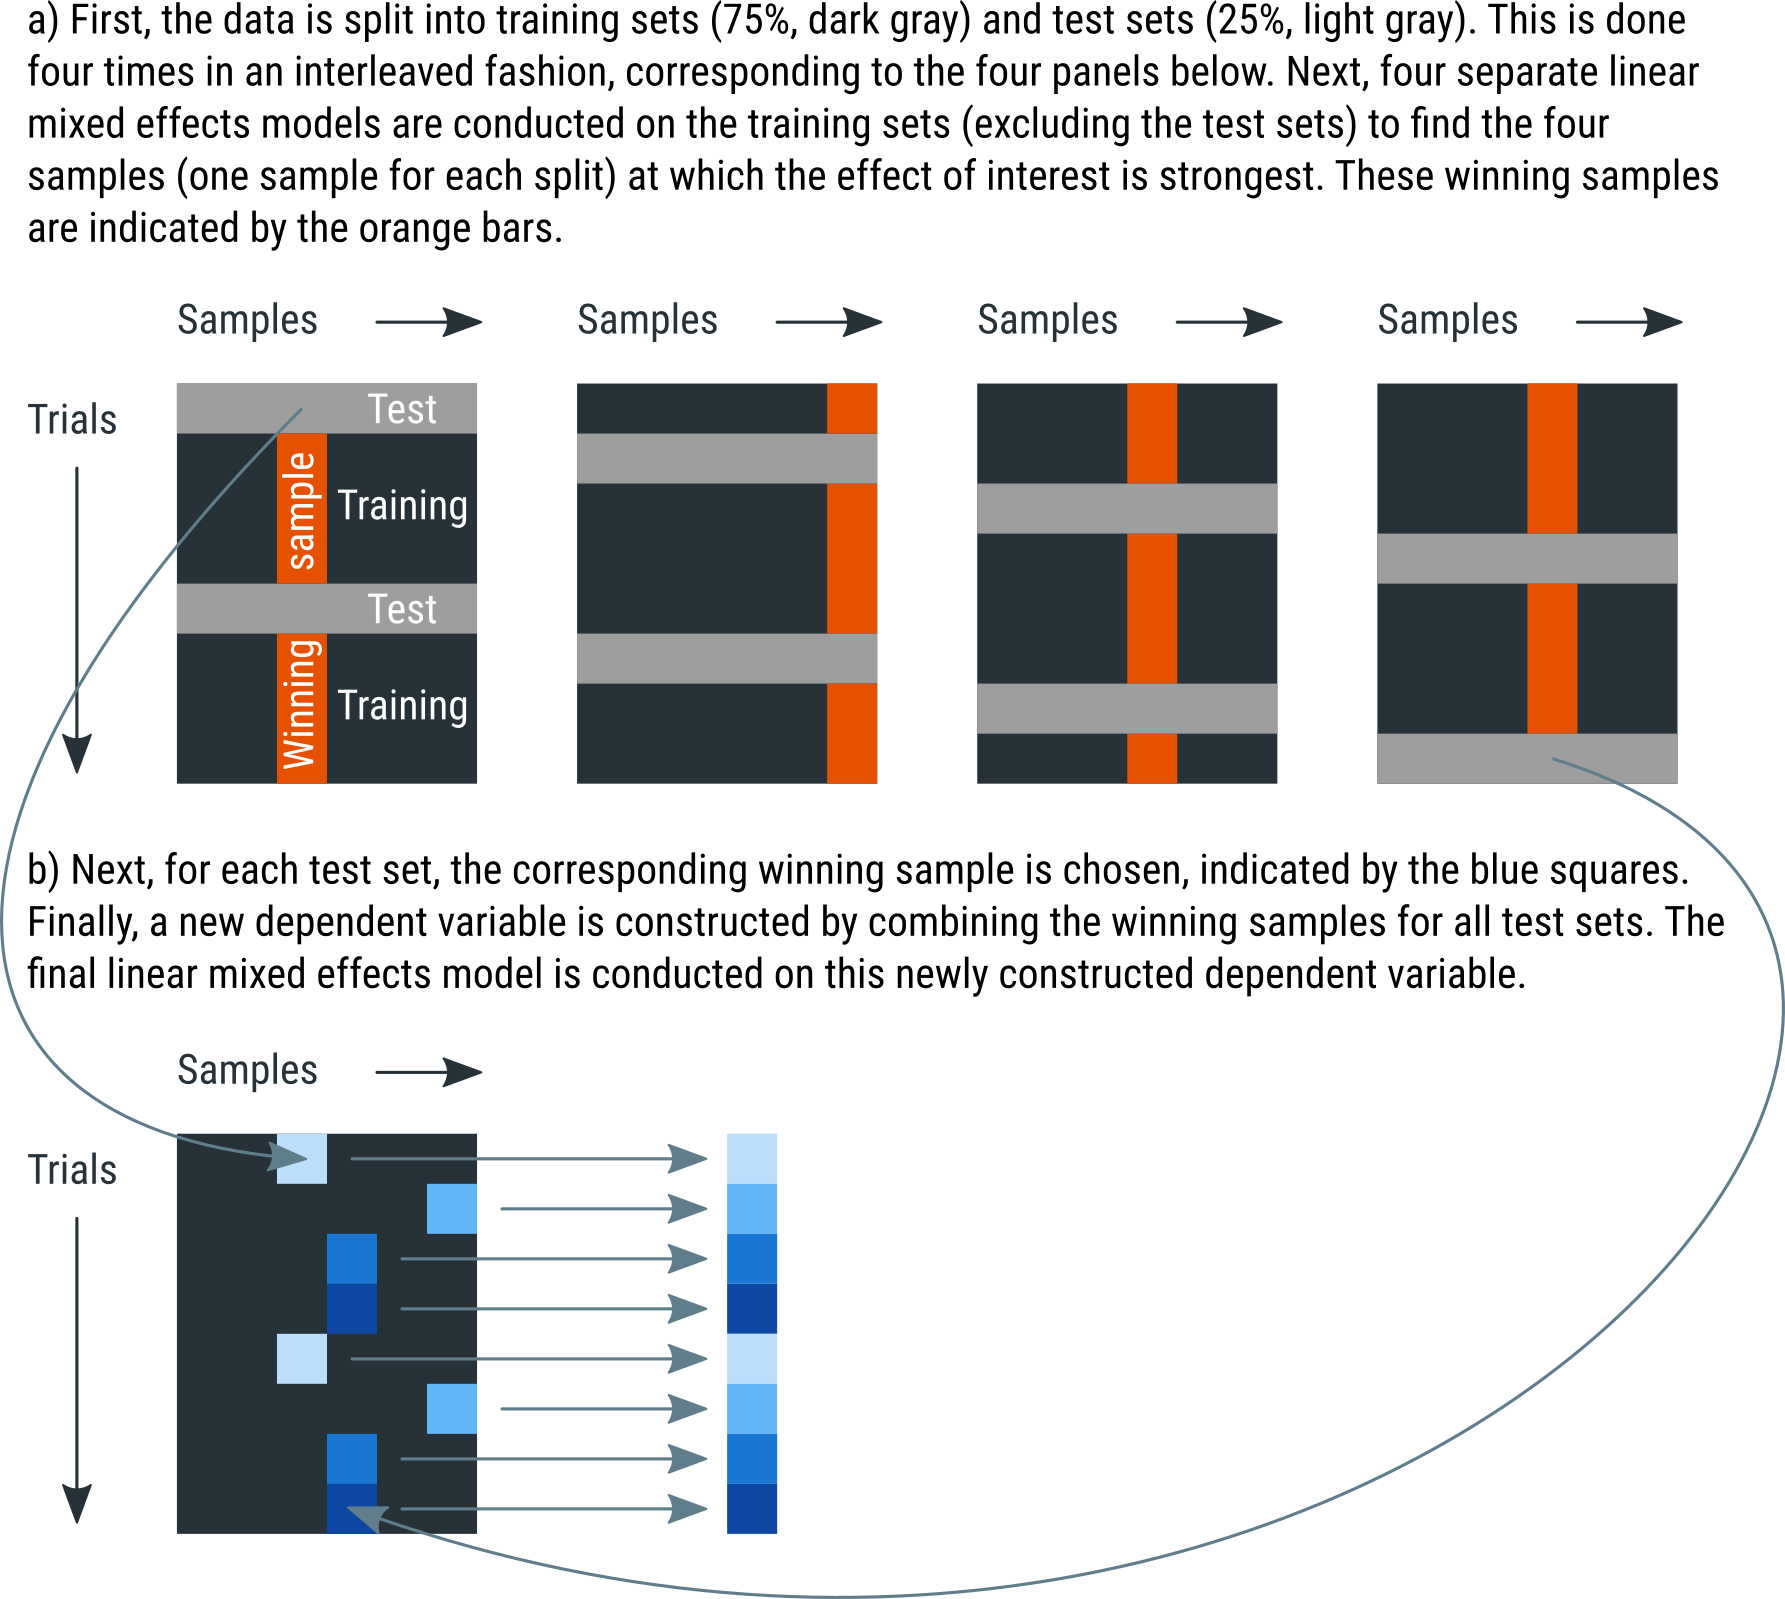 a) First, the data is split into training sets (75%, dark gray) and test sets (25%, light gray). This is done
four times in an interleaved fashion, corresponding to the four panels below. Next, four separate linear
mixed effects models are conducted on the training sets (excluding the test sets) to find the four
samples (one sample for each split) at which the effect of interest is strongest. These winning samples
are indicated by the orange bars.
Samples
Samples
Samples
Samples
Trials
Test
Training
Test
Training
Winning
sample
b) Next, for each test set, the corresponding winning sample is chosen, indicated by the blue squares.
Finally, a new dependent variable is constructed by combining the winning samples for all test sets. The
final linear mixed effects model is conducted on this newly constructed dependent variable.
Samples
Trials